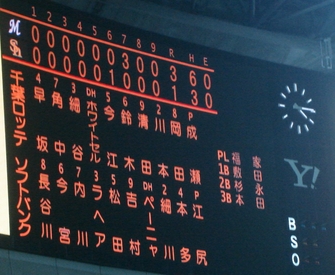 1 2 3 4 5 6 7 8 9 R H E
M 0 0 0 0 0 3 0 0 3 6 0
SH 0 0 0 0 0 1 0 0 0 1 3 0
千葉ロッテ
4 早坂
7 角中
3 細谷
DH ホワイトセル
5 今江
6 鈴木
9 清田
2 川本
8 岡田
P 成瀬
ソフトバンク
8 長谷川
6 今宮
7 内川
3 ラヘア
5 松田
9 吉村
D ペーニャ
2 細川
4 本多
P 江尻
PL 福家
1B 敷田
2B 杉永
3B 本田
Y!
B
S
O